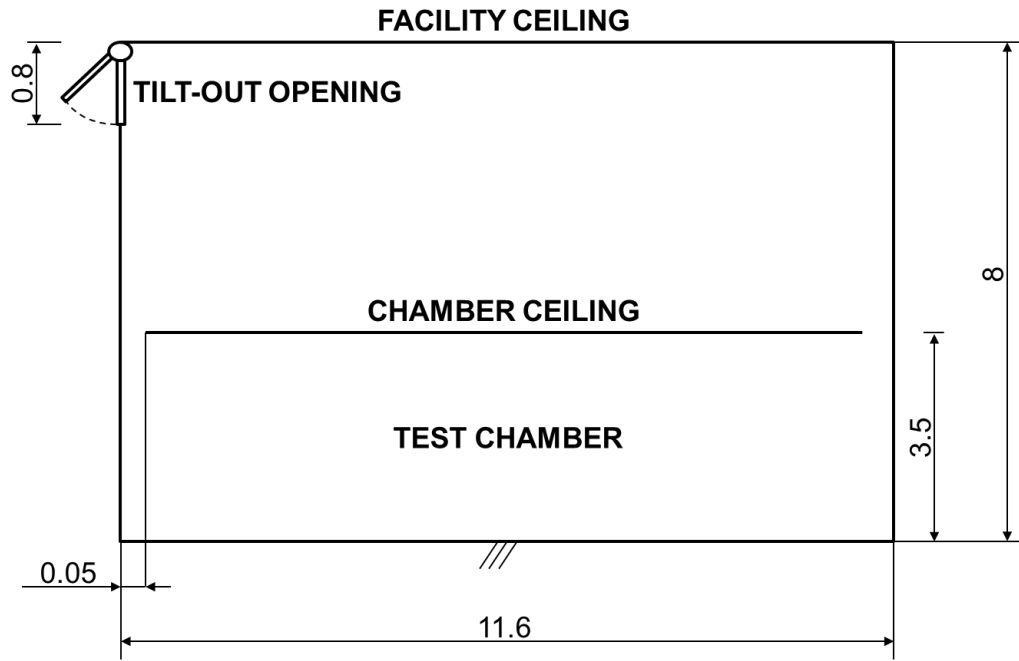 FACILITY CEILING
0.8
TILT-OUT OPENING
8
CHAMBER CEILING
3.5
TEST CHAMBER
0.05
11.6